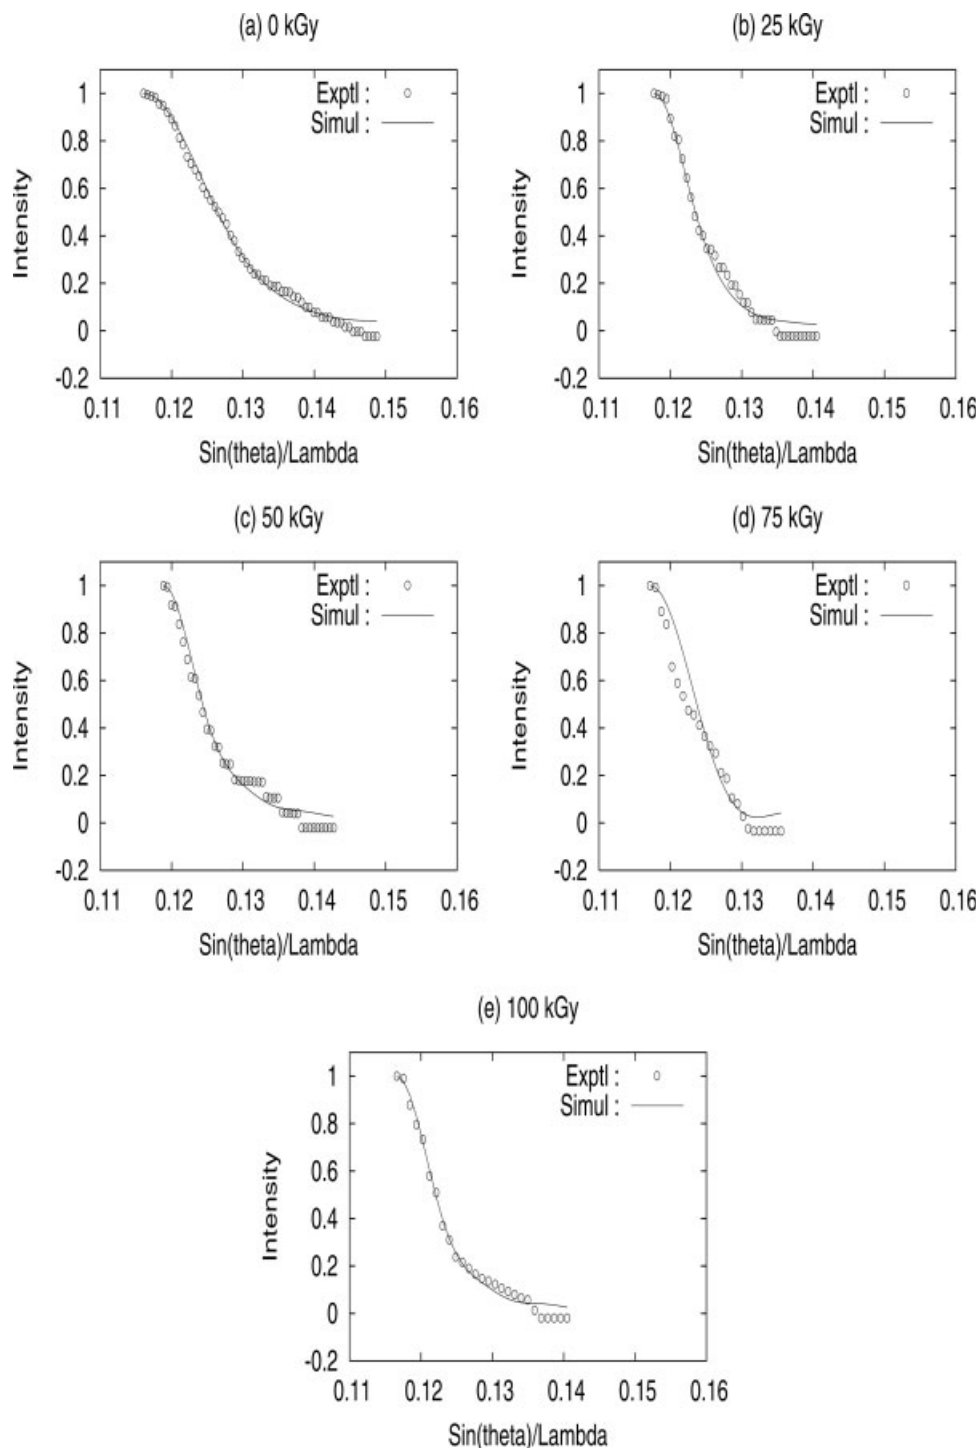 (a) 0 kGy
1
0.8
0.6
0.4
0.2
0
-0.2
Intensity
Exptl :
Simul :
0.11 0.12 0.13 0.14 0.15 0.16
Sin(theta)/Lambda
(b) 25 kGy
1
0.8
0.6
0.4
0.2
0
-0.2
Intensity
Exptl :
Simul :
0.11 0.12 0.13 0.14 0.15 0.16
Sin(theta)/Lambda
(c) 50 kGy
1
0.8
0.6
0.4
0.2
0
-0.2
Intensity
Exptl :
Simul :
0.11 0.12 0.13 0.14 0.15 0.16
Sin(theta)/Lambda
(d) 75 kGy
1
0.8
0.6
0.4
0.2
0
-0.2
Intensity
Exptl :
Simul :
0.11 0.12 0.13 0.14 0.15 0.16
Sin(theta)/Lambda
(e) 100 kGy
1
0.8
0.6
0.4
0.2
0
-0.2
Intensity
Exptl :
Simul :
0.11 0.12 0.13 0.14 0.15 0.16
Sin(theta)/Lambda